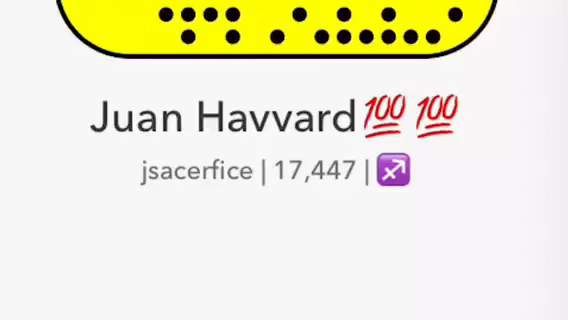 Juan Havvard💯💯
jsacerfice | 17,447 | ♐